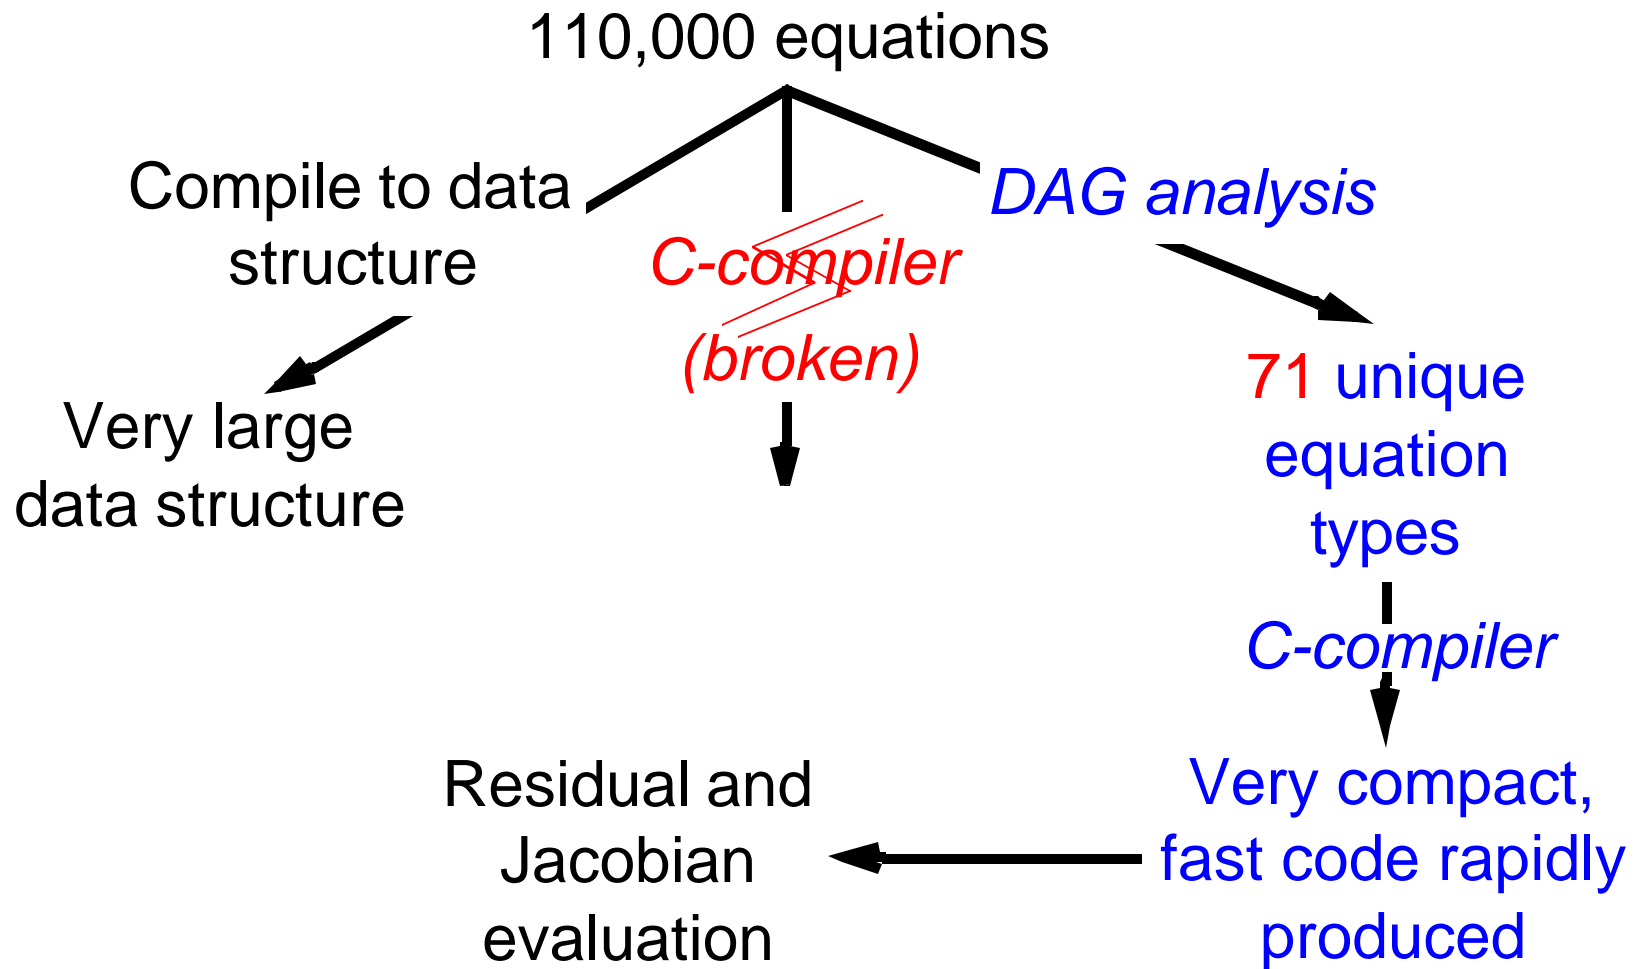 110,000 equations
Compile to data
structure
C-compiler
(broken)
DAG analysis
Very large
data structure
71 unique
equation
types
C-compiler
Very compact,
fast code rapidly
produced
Residual and
Jacobian
evaluation